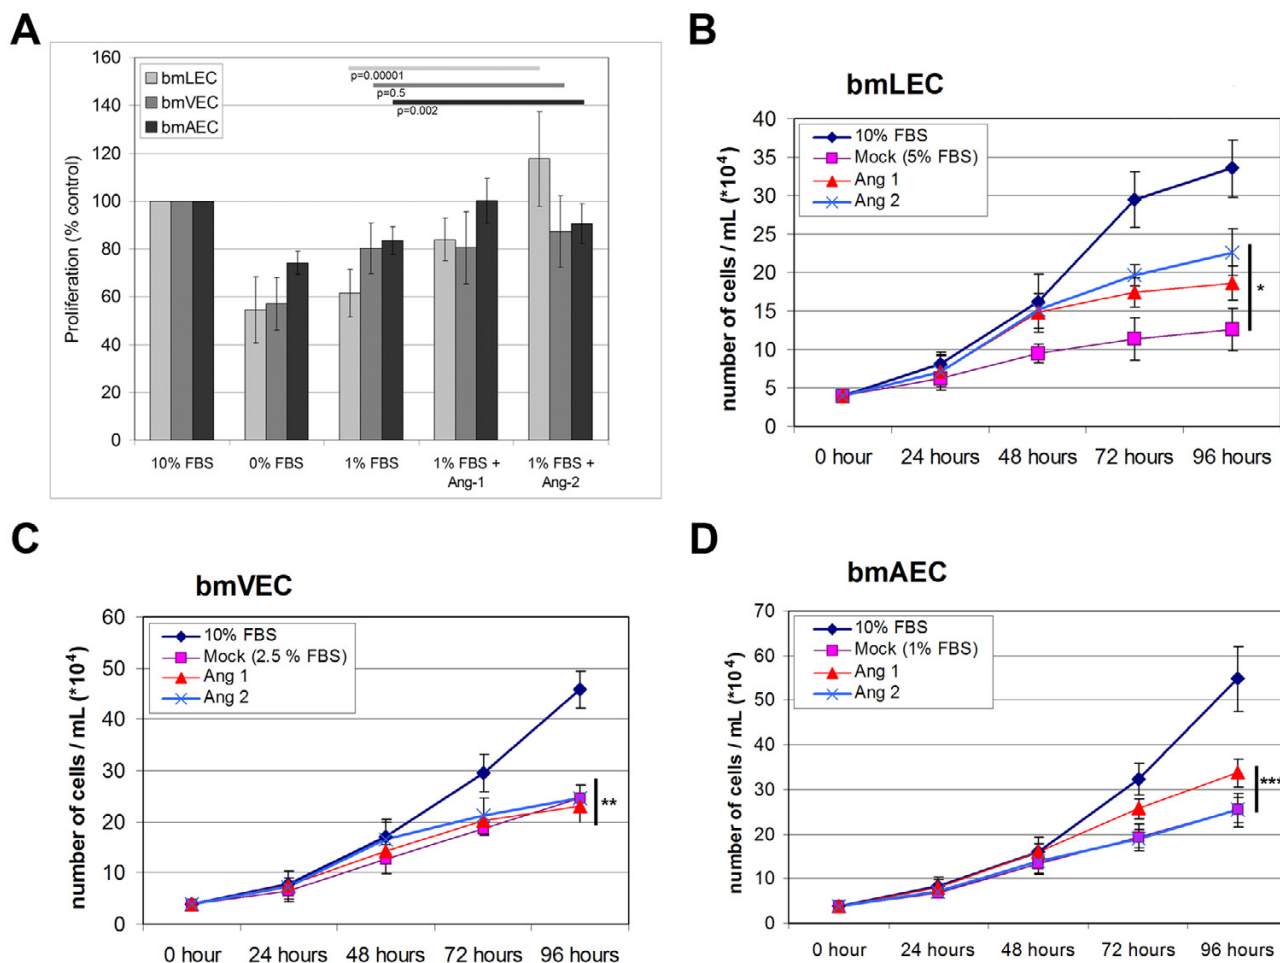 A
160
140
120
100
80
60
40
20
0
Proliferation (% control)
bmLEC
bmVEC
bmAEC
p=0.00001
p=0.5
p=0.002
10% FBS 0% FBS 1% FBS 1% FBS + 1% FBS +
Ang-1 Ang-2
B
bmLEC
40
35
30
25
20
15
10
5
0
number of cells / mL (*10⁴)
10% FBS
Mock (5% FBS)
Ang 1
Ang 2
*
0 hour 24 hours 48 hours 72 hours 96 hours
C
bmVEC
60
50
40
30
20
10
0
number of cells / mL (*10⁴)
10% FBS
Mock (2.5 % FBS)
Ang 1
Ang 2
**
0 hour 24 hours 48 hours 72 hours 96 hours
D
bmAEC
70
60
50
40
30
20
10
0
number of cells / mL (*10⁴)
10% FBS
Mock (1% FBS)
Ang 1
Ang 2
***
0 hour 24 hours 48 hours 72 hours 96 hours